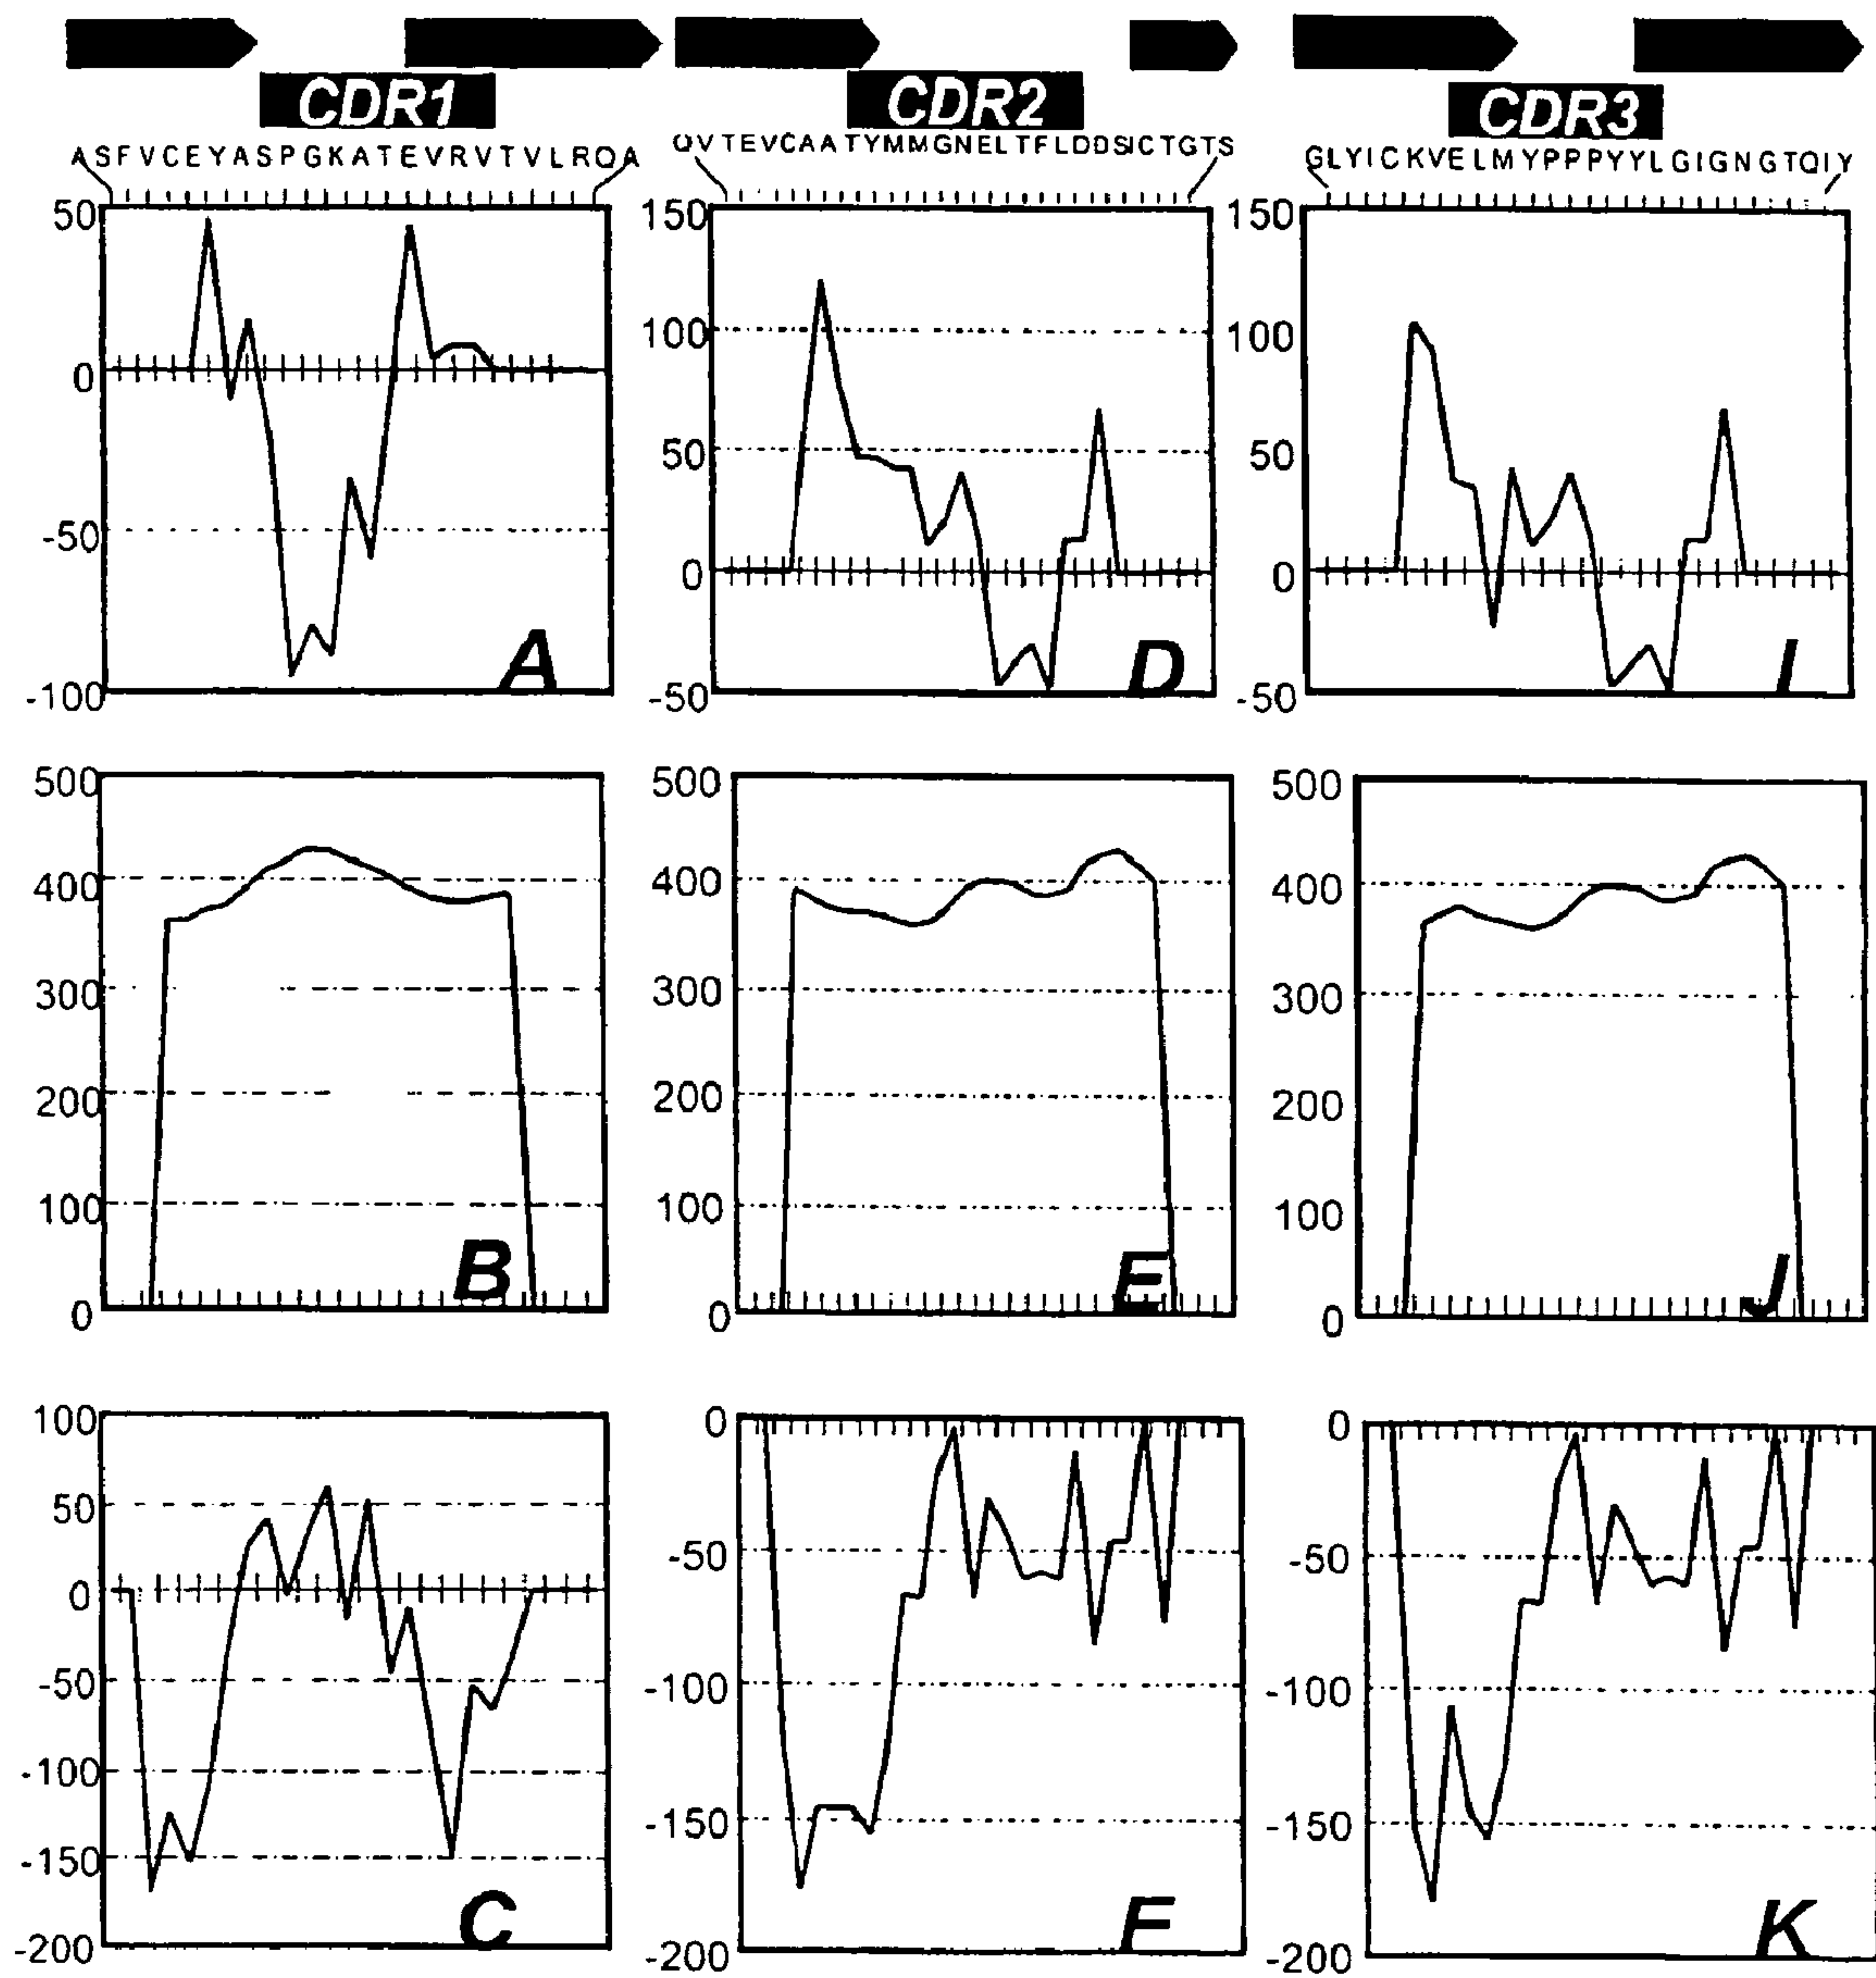 CDR1 CDR2 CDR3
ASFVCEYASPGKATEVRVTVLRQA QVTEVCAATYMMGNELTFLDDSICTGTS GLYICKVELMYPPPYYLGIGNGTQIY
50 150 150
100 100
0 50 50
-50 0 0
-100 -50 -50
A D I
500 500 500
400 400 400
300 300 300
200 200 200
100 100 100
0 0 0
B E J
100 0 0
50
0 -50 -50
-50 -100 -100
-100
-150 -150 -150
-200 -200 -200
C F K